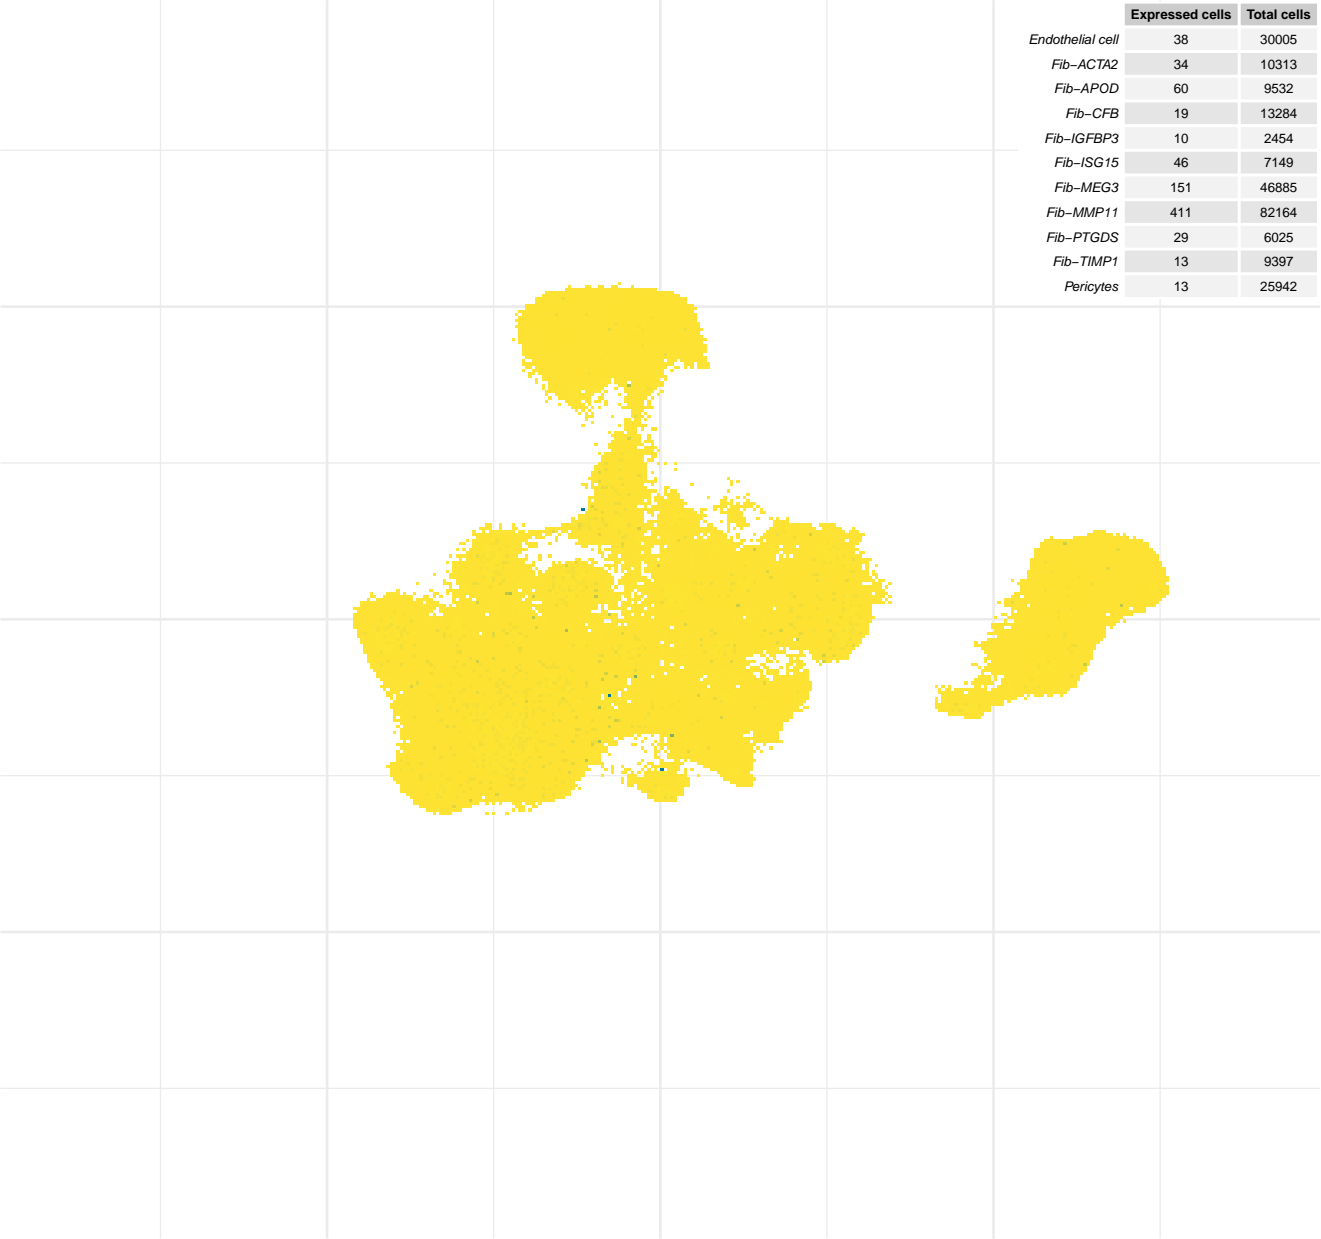 Expressed cells Total cells
Endothelial cell 38 30005
Fib−ACTA2 34 10313
Fib−APOD 60 9532
Fib−CFB 19 13284
Fib−IGFBP3 10 2454
Fib−ISG15 46 7149
Fib−MEG3 151 46885
Fib−MMP11 411 82164
Fib−PTGDS 29 6025
Fib−TIMP1 13 9397
Pericytes 13 25942